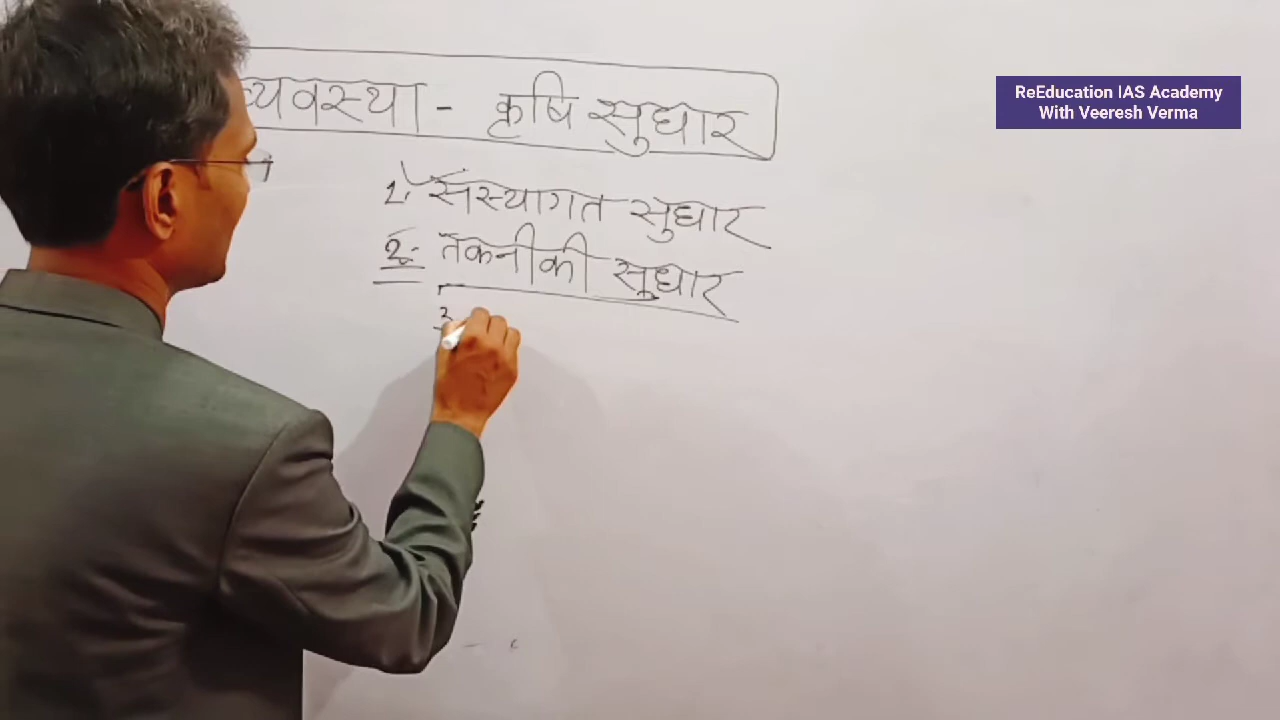 व्यवस्था - कृषि सुधार
1. संस्थागत सुधार
2. तकनीकी सुधार
ReEducation IAS Academy
With Veeresh Verma